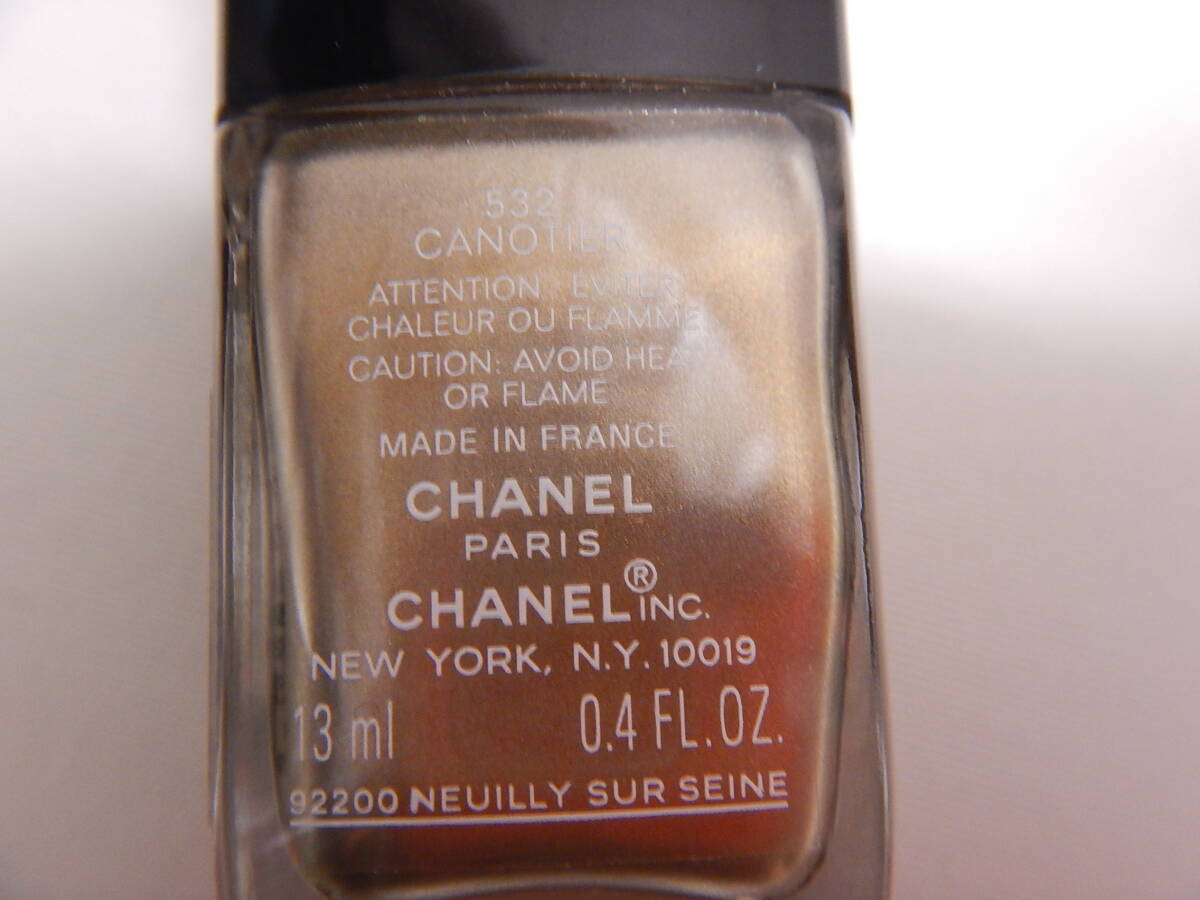 532
CANOTIER
ATTENTION : ÉVITER
CHALEUR OU FLAMME
CAUTION: AVOID HEAT
OR FLAME
MADE IN FRANCE
CHANEL
PARIS
CHANEL® INC.
NEW YORK, N.Y. 10019
13 ml 0.4 FL. OZ.
92200 NEUILLY SUR SEINE